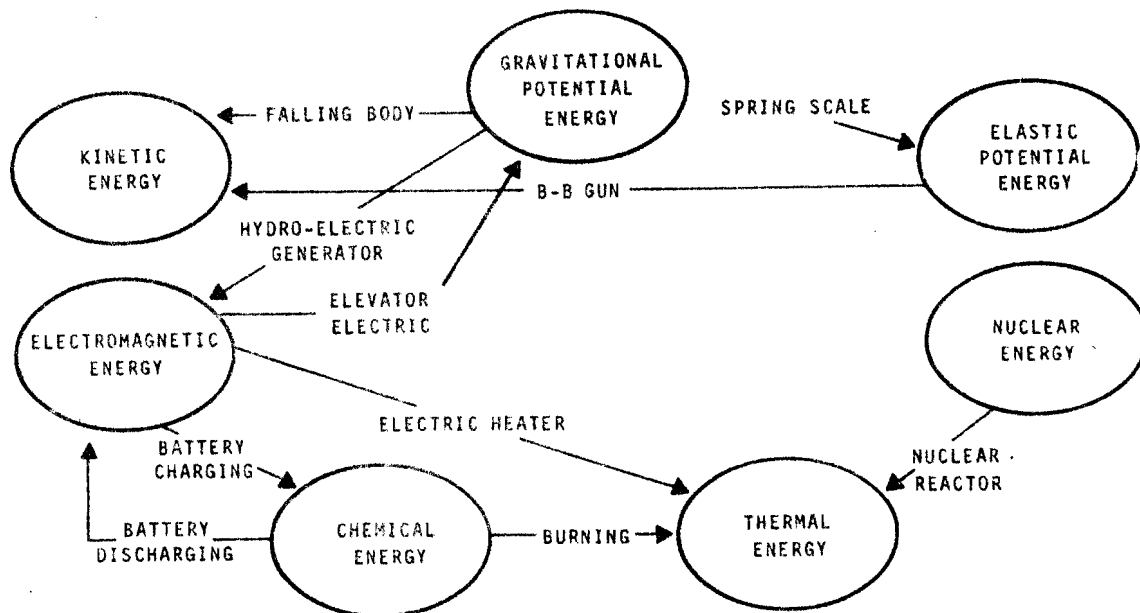 GRAVITATIONAL
POTENTIAL
ENERGY
FALLING BODY
SPRING SCALE
KINETIC
ENERGY
ELASTIC
POTENTIAL
ENERGY
B-B GUN
HYDRO-ELECTRIC
GENERATOR
ELEVATOR
ELECTRIC
ELECTROMAGNETIC
ENERGY
NUCLEAR
ENERGY
ELECTRIC HEATER
BATTERY
CHARGING
NUCLEAR
REACTOR
BATTERY
DISCHARGING
CHEMICAL
ENERGY
BURNING
THERMAL
ENERGY